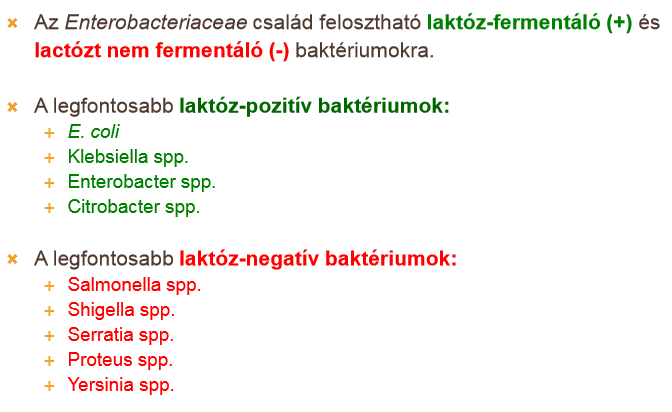 Az Enterobacteriaceae család felosztható laktóz-fermentáló (+) és
lactózt nem fermentáló (-) baktériumokra.
A legfontosabb laktóz-pozitív baktériumok:
E. coli
Klebsiella spp.
Enterobacter spp.
Citrobacter spp.
A legfontosabb laktóz-negatív baktériumok:
Salmonella spp.
Shigella spp.
Serratia spp.
Proteus spp.
Yersinia spp.